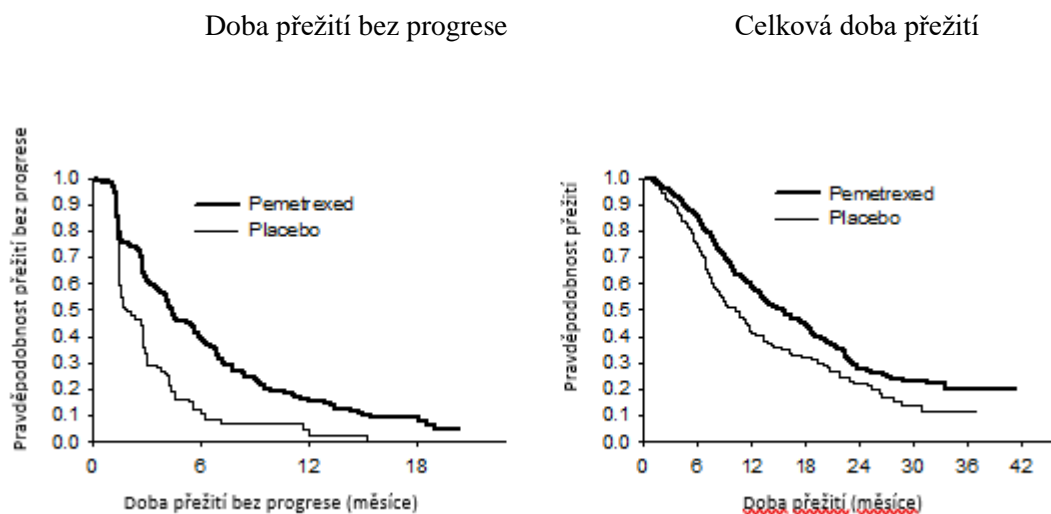 Doba přežití bez progrese
Celková doba přežití
Pravděpodobnost přežití bez progrese
1.0
0.9
0.8
0.7
0.6
0.5
0.4
0.3
0.2
0.1
0.0
Pemetrexed
Placebo
0 6 12 18
Doba přežití bez progrese (měsíce)
Pravděpodobnost přežití
1.0
0.9
0.8
0.7
0.6
0.5
0.4
0.3
0.2
0.1
0.0
Pemetrexed
Placebo
0 6 12 18 24 30 36 42
Doba přežití (měsíce)